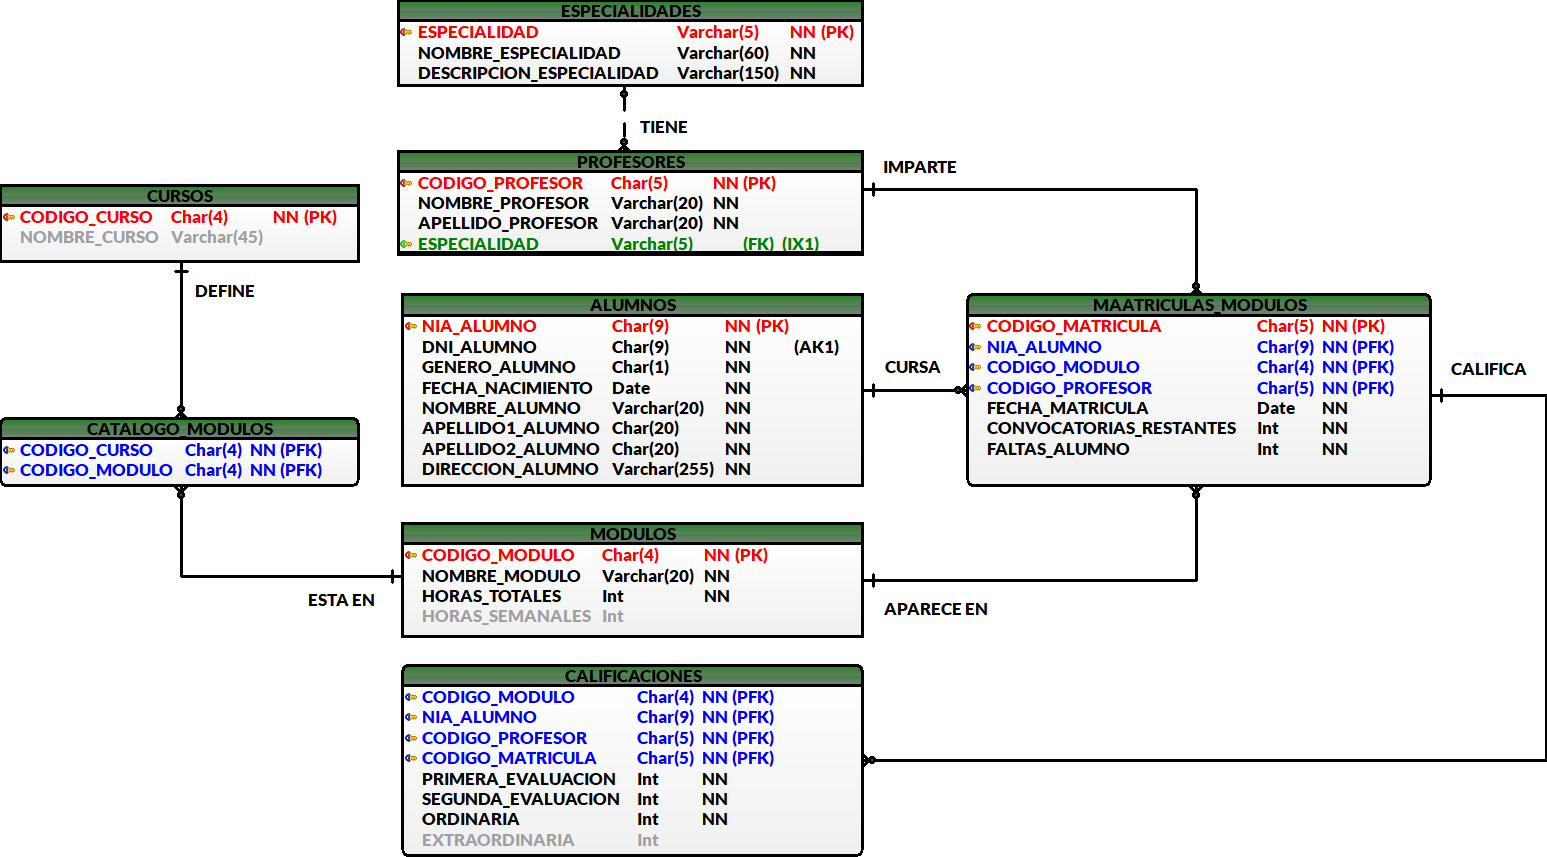 ESPECIALIDADES
ESPECIALIDAD Varchar(5) NN (PK)
NOMBRE_ESPECIALIDAD Varchar(60) NN
DESCRIPCION_ESPECIALIDAD Varchar(150) NN
TIENE
PROFESORES
CODIGO_PROFESOR Char(5) NN (PK)
NOMBRE_PROFESOR Varchar(20) NN
APELLIDO_PROFESOR Varchar(20) NN
ESPECIALIDAD Varchar(5) (FK) (IX1)
IMPARTE
CURSOS
CODIGO_CURSO Char(4) NN (PK)
NOMBRE_CURSO Varchar(45)
DEFINE
ALUMNOS
NIA_ALUMNO Char(9) NN (PK)
DNI_ALUMNO Char(9) NN (AK1)
GENERO_ALUMNO Char(1) NN
FECHA_NACIMIENTO Date NN
NOMBRE_ALUMNO Varchar(20) NN
APELLIDO1_ALUMNO Char(20) NN
APELLIDO2_ALUMNO Char(20) NN
DIRECCION_ALUMNO Varchar(255) NN
CURSA
MAATRICULAS_MODULOS
CODIGO_MATRICULA Char(5) NN (PK)
NIA_ALUMNO Char(9) NN (PFK)
CODIGO_MODULO Char(4) NN (PFK)
CODIGO_PROFESOR Char(5) NN (PFK)
FECHA_MATRICULA Date NN
CONVOCATORIAS_RESTANTES Int NN
FALTAS_ALUMNO Int NN
CALIFICA
CATALOGO_MODULOS
CODIGO_CURSO Char(4) NN (PFK)
CODIGO_MODULO Char(4) NN (PFK)
ESTA EN
MODULOS
CODIGO_MODULO Char(4) NN (PK)
NOMBRE_MODULO Varchar(20) NN
HORAS_TOTALES Int NN
HORAS_SEMANALES Int
APARECE EN
CALIFICACIONES
CODIGO_MODULO Char(4) NN (PFK)
NIA_ALUMNO Char(9) NN (PFK)
CODIGO_PROFESOR Char(5) NN (PFK)
CODIGO_MATRICULA Char(5) NN (PFK)
PRIMERA_EVALUACION Int NN
SEGUNDA_EVALUACION Int NN
ORDINARIA Int NN
EXTRAORDINARIA Int